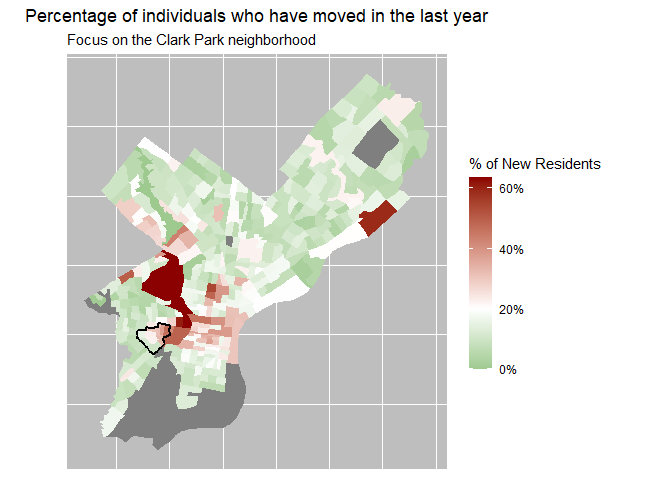 Percentage of individuals who have moved in the last year
Focus on the Clark Park neighborhood
% of New Residents
60%
40%
20%
0%